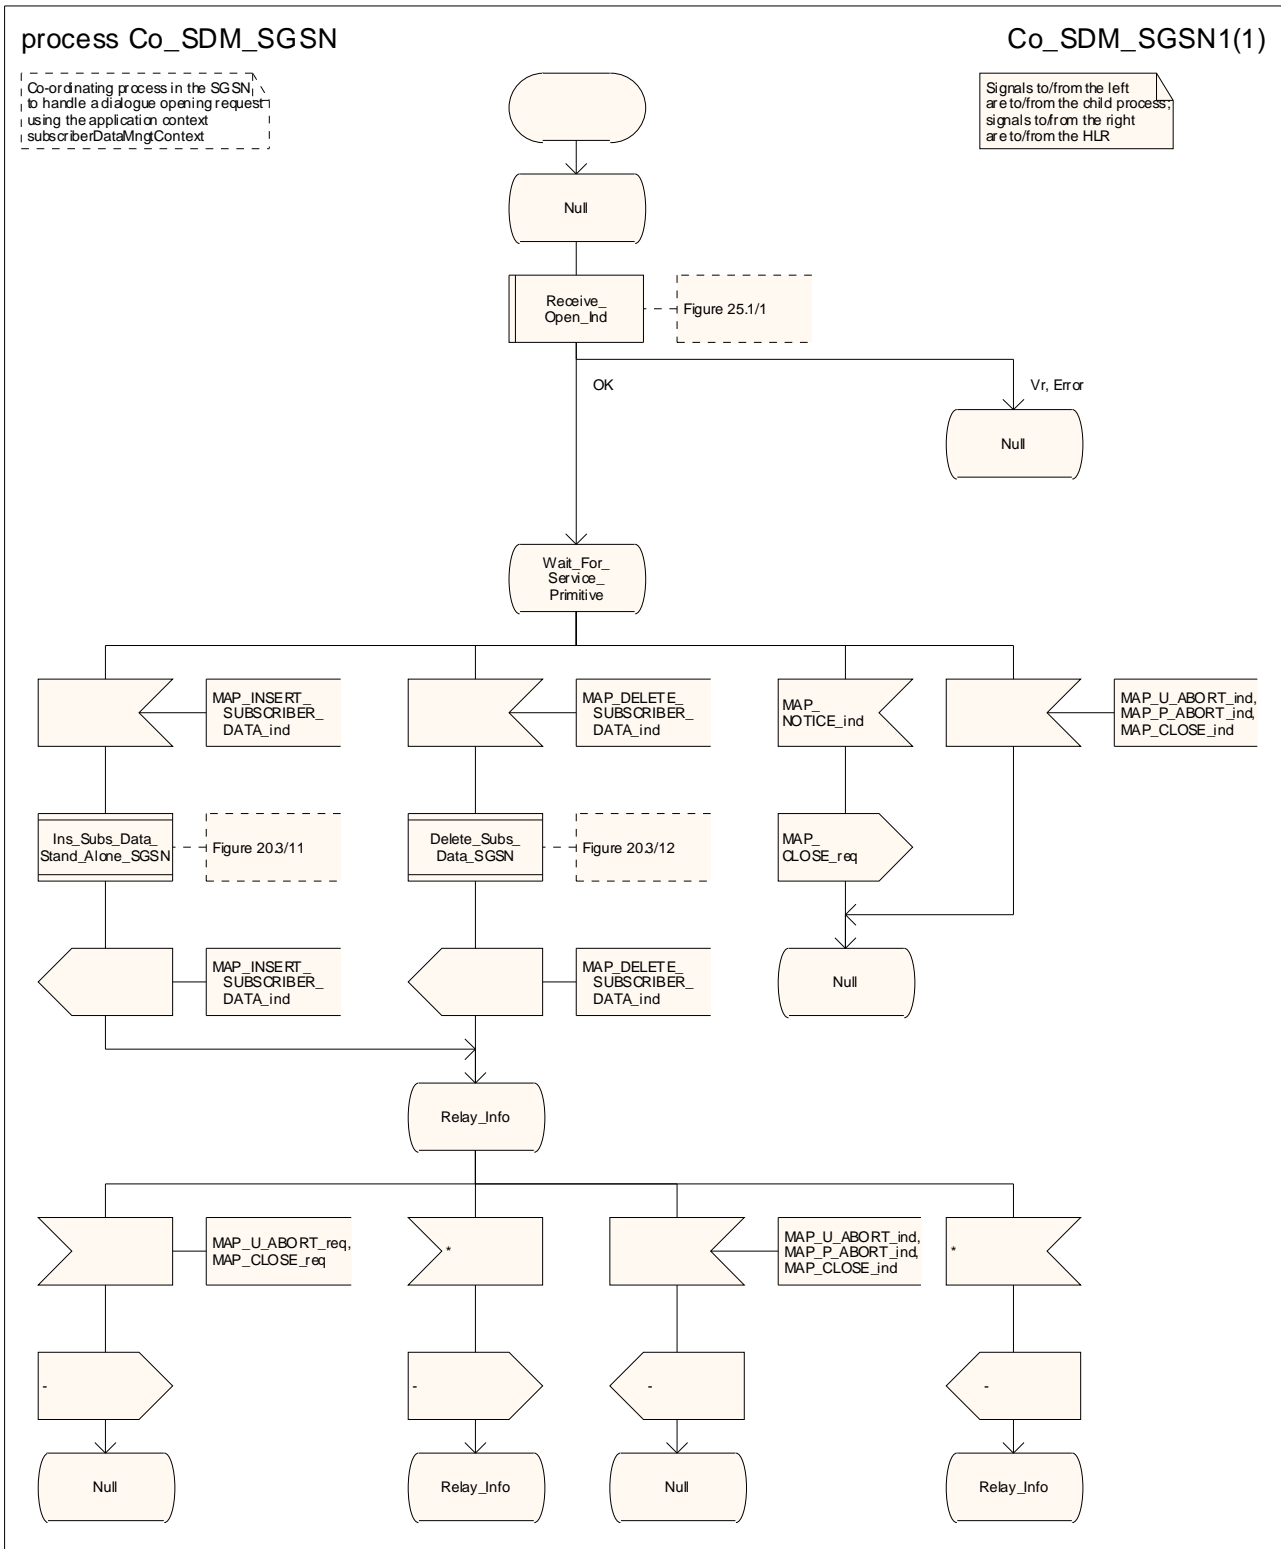 process Co_SDM_SGSN
Co_SDM_SGSN1(1)
Co-ordinating process in the SGSN
to handle a dialogue opening request
using the application context
subscriberDataMngtContext
Signals to/from the left
are to/from the child process;
signals to/from the right
are to/from the HLR
Null
Receive_
Open_Ind
Figure 25.1/1
OK
Vr, Error
Null
Wait_For_
Service_
Primitive
MAP_INSERT_
SUBSCRIBER_
DATA_ind
MAP_DELETE_
SUBSCRIBER_
DATA_ind
MAP_
NOTICE_ind
MAP_U_ABORT_ind,
MAP_P_ABORT_ind,
MAP_CLOSE_ind
Ins_Subs_Data_
Stand_Alone_SGSN
Figure 20.3/11
Delete_Subs_
Data_SGSN
Figure 20.3/12
MAP_
CLOSE_req
MAP_INSERT_
SUBSCRIBER_
DATA_ind
MAP_DELETE_
SUBSCRIBER_
DATA_ind
Null
Relay_Info
MAP_U_ABORT_req,
MAP_CLOSE_req
*
MAP_U_ABORT_ind,
MAP_P_ABORT_ind,
MAP_CLOSE_ind
*
-
-
-
-
Null
Relay_Info
Null
Relay_Info